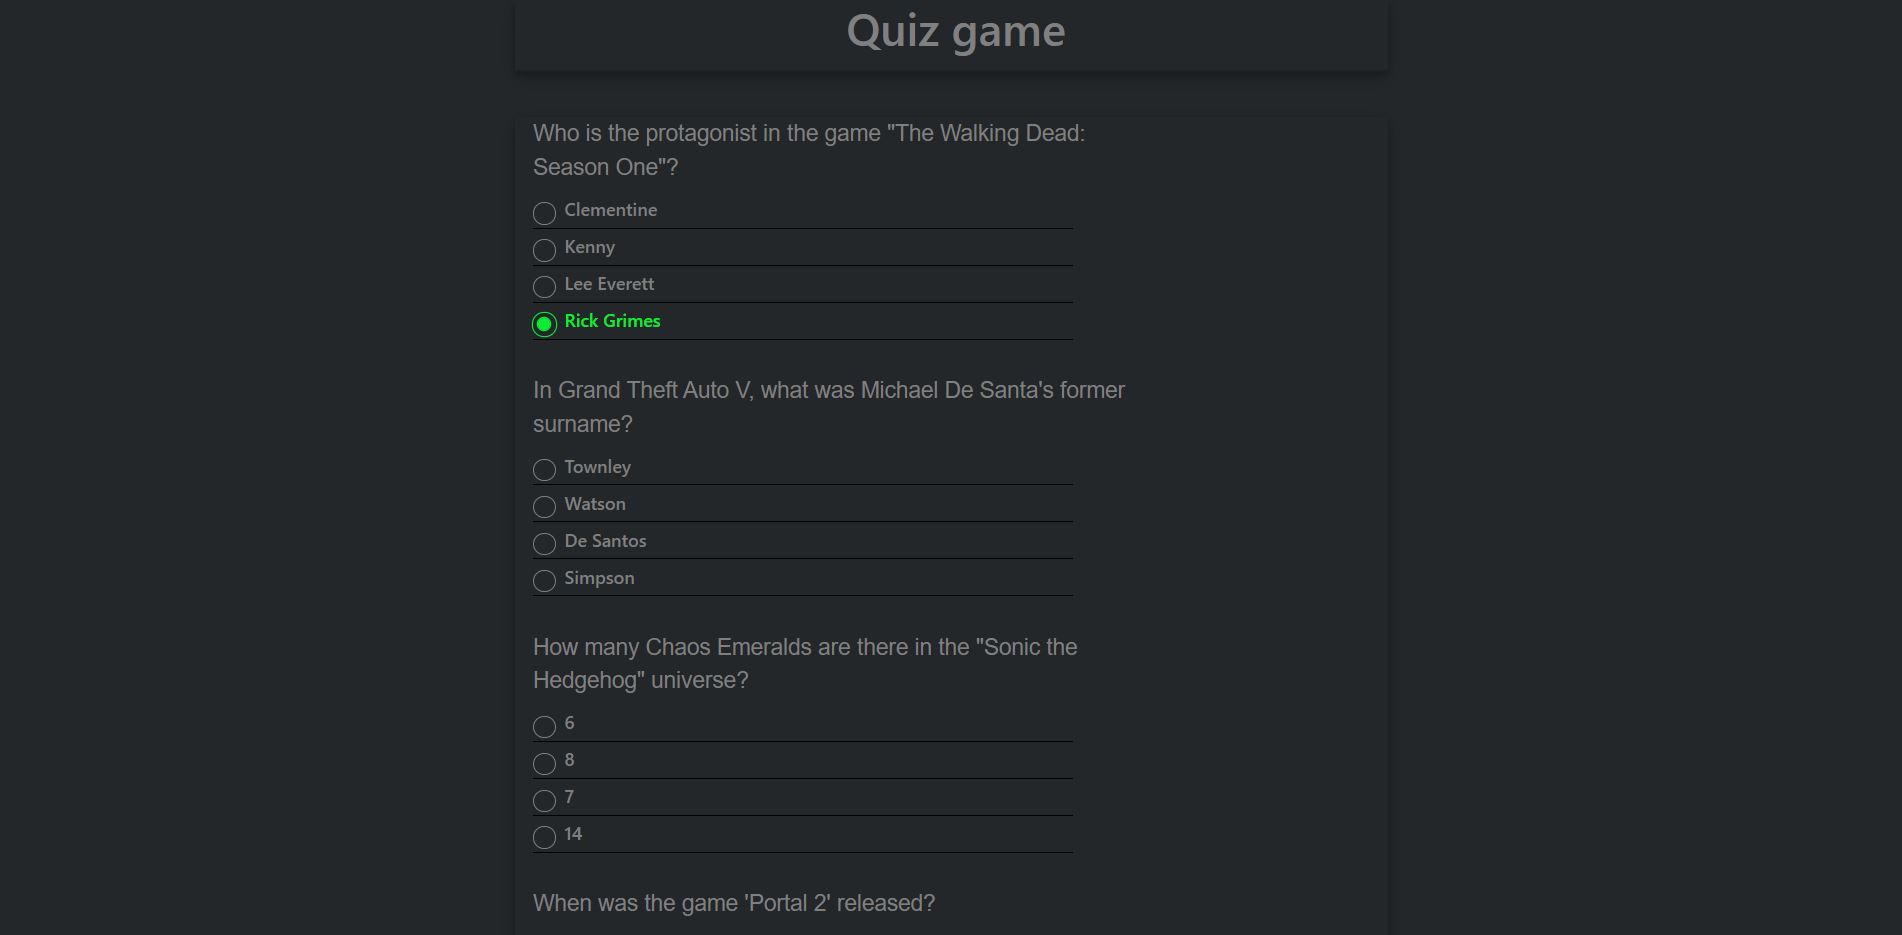 Quiz game
Who is the protagonist in the game "The Walking Dead:
Season One"?
Clementine
Kenny
Lee Everett
Rick Grimes
In Grand Theft Auto V, what was Michael De Santa's former
surname?
Townley
Watson
De Santos
Simpson
How many Chaos Emeralds are there in the "Sonic the
Hedgehog" universe?
6
8
7
14
When was the game 'Portal 2' released?